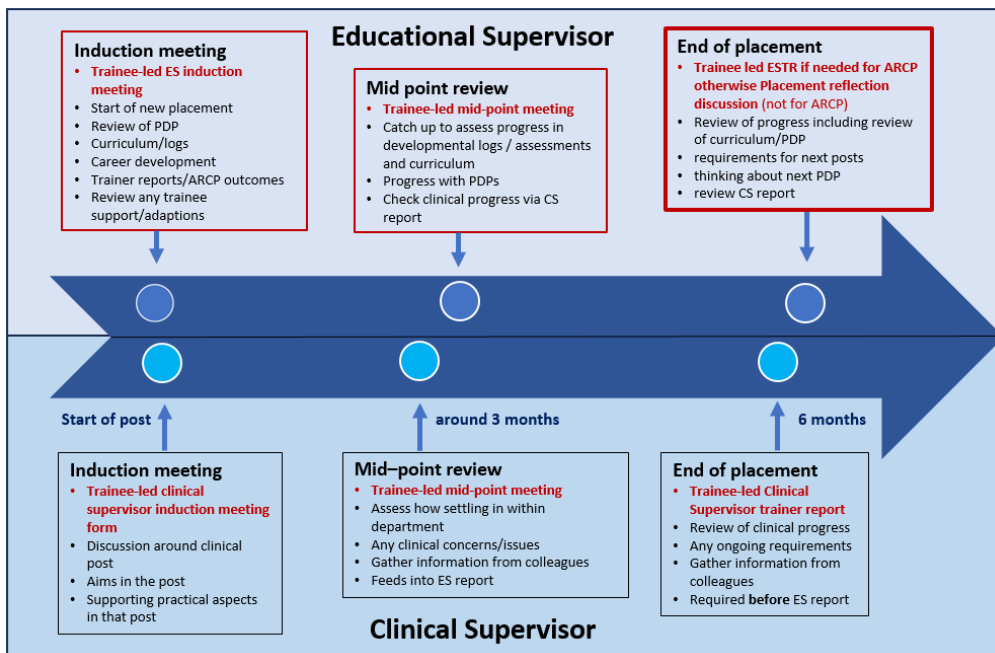 Educational Supervisor
Induction meeting
• Trainee-led ES induction
meeting
• Start of new placement
• Review of PDP
• Curriculum/logs
• Career development
• Trainer reports/ARCP outcomes
• Review any trainee
support/adaptions
Mid point review
• Trainee-led mid-point meeting
• Catch up to assess progress in
developmental logs / assessments
and curriculum
• Progress with PDPs
• Check clinical progress via CS
report
End of placement
• Trainee led ESTR if needed for ARCP
otherwise Placement reflection
discussion (not for ARCP)
• Review of progress including review
of curriculum/PDP
• requirements for next posts
• thinking about next PDP
• review CS report
Start of post
around 3 months
6 months
Induction meeting
• Trainee-led clinical
supervisor induction meeting
form
• Discussion around clinical
post
• Aims in the post
• Supporting practical aspects
in that post
Mid–point review
• Trainee-led mid-point meeting
• Assess how settling in within
department
• Any clinical concerns/issues
• Gather information from colleagues
• Feeds into ES report
End of placement
• Trainee-led Clinical
Supervisor trainer report
• Review of clinical progress
• Any ongoing requirements
• Gather information from
colleagues
• Required before ES report
Clinical Supervisor